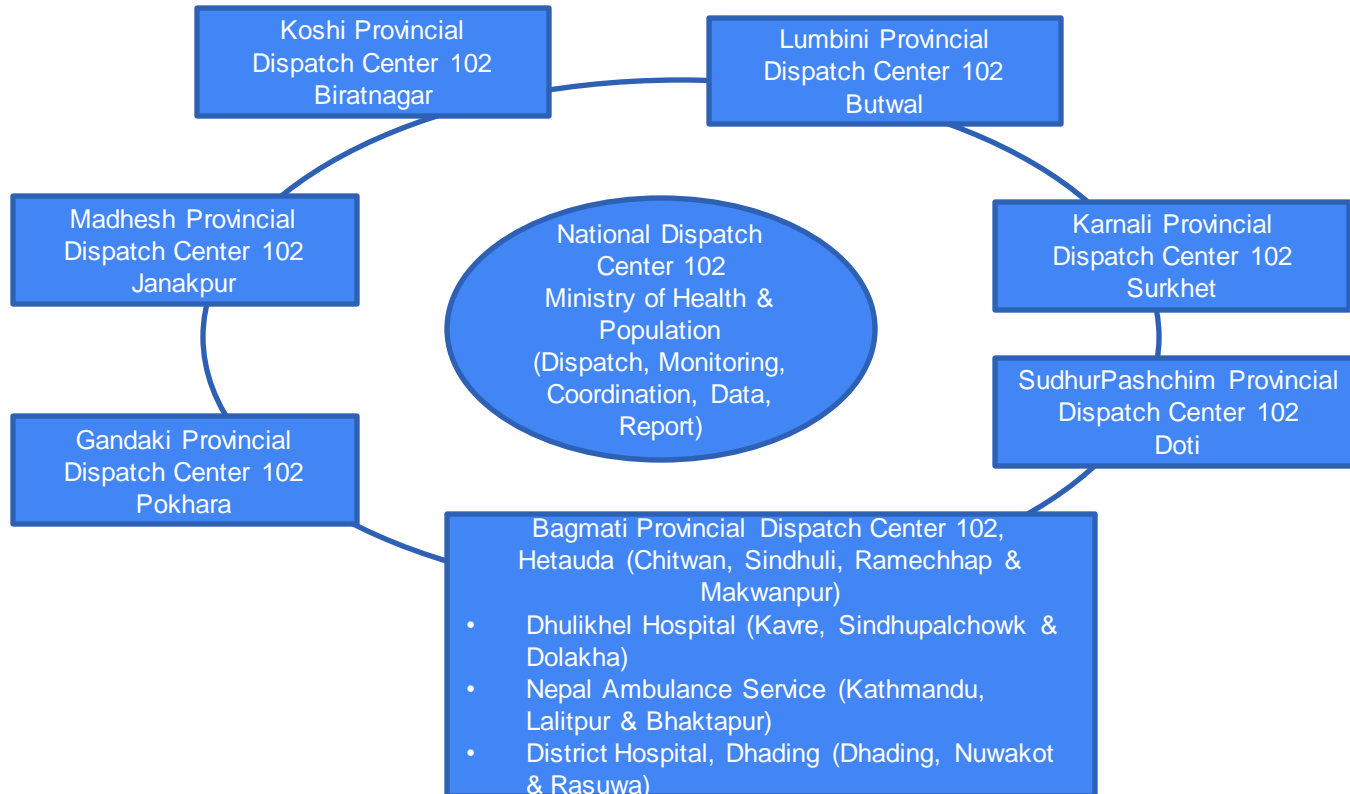 Koshi Provincial
Dispatch Center 102
Biratnagar
Lumbini Provincial
Dispatch Center 102
Butwal
Madhesh Provincial
Dispatch Center 102
Janakpur
National Dispatch
Center 102
Ministry of Health &
Population
(Dispatch, Monitoring,
Coordination, Data,
Report)
Karnali Provincial
Dispatch Center 102
Surkhet
SudhurPashchim Provincial
Dispatch Center 102
Doti
Gandaki Provincial
Dispatch Center 102
Pokhara
Bagmati Provincial Dispatch Center 102,
Hetauda (Chitwan, Sindhuli, Ramechhap &
Makwanpur)
• Dhulikhel Hospital (Kavre, Sindhupalchowk &
Dolakha)
• Nepal Ambulance Service (Kathmandu,
Lalitpur & Bhaktapur)
• District Hospital, Dhading (Dhading, Nuwakot
& Rasuwa)